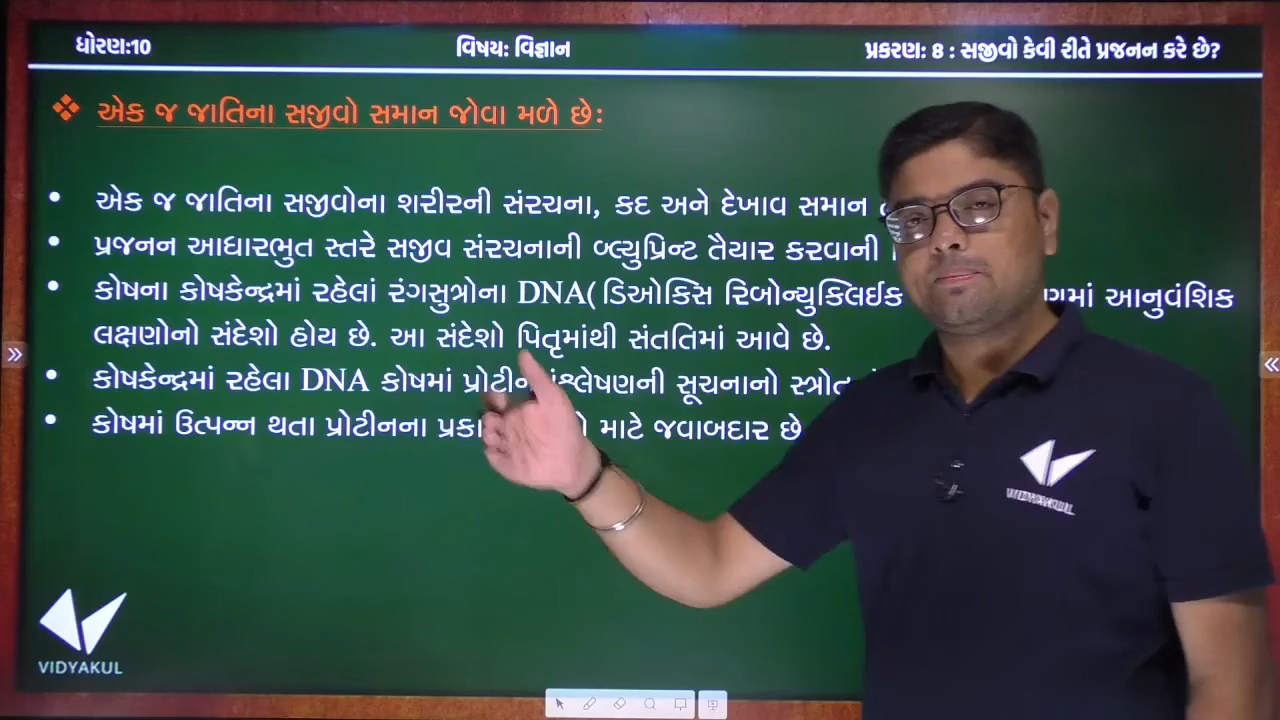 ધોરણ:10
વિષય: વિજ્ઞાન
પ્રકરણ: 8 : સજીવો કેવી રીતે પ્રજનન કરે છે?
❖ એક જ જાતિના સજીવો સમાન જોવા મળે છે:
• એક જ જાતિના સજીવોના શરીરની સંરચના, કદ અને દેખાવ સમાન
• પ્રજનન આધારભુત સ્તરે સજીવ સંરચનાની બ્લ્યુપ્રિન્ટ તૈયાર કરવાની
• કોષના કોષકેન્દ્રમાં રહેલાં રંગસુત્રોના DNA(ડિઓક્સિ રિબોન્યુક્લિઈક આનુવંશિક
લક્ષણોનો સંદેશો હોય છે. આ સંદેશો પિતૃમાંથી સંતતિમાં આવે છે.
• કોષકેન્દ્રમાં રહેલા DNA કોષમાં સૂચનાનો
• કોષમાં ઉત્પન્ન થતા પ્રોટીનના માટે જવાબદાર છે
VIDYAKUL
VIDYAKUL